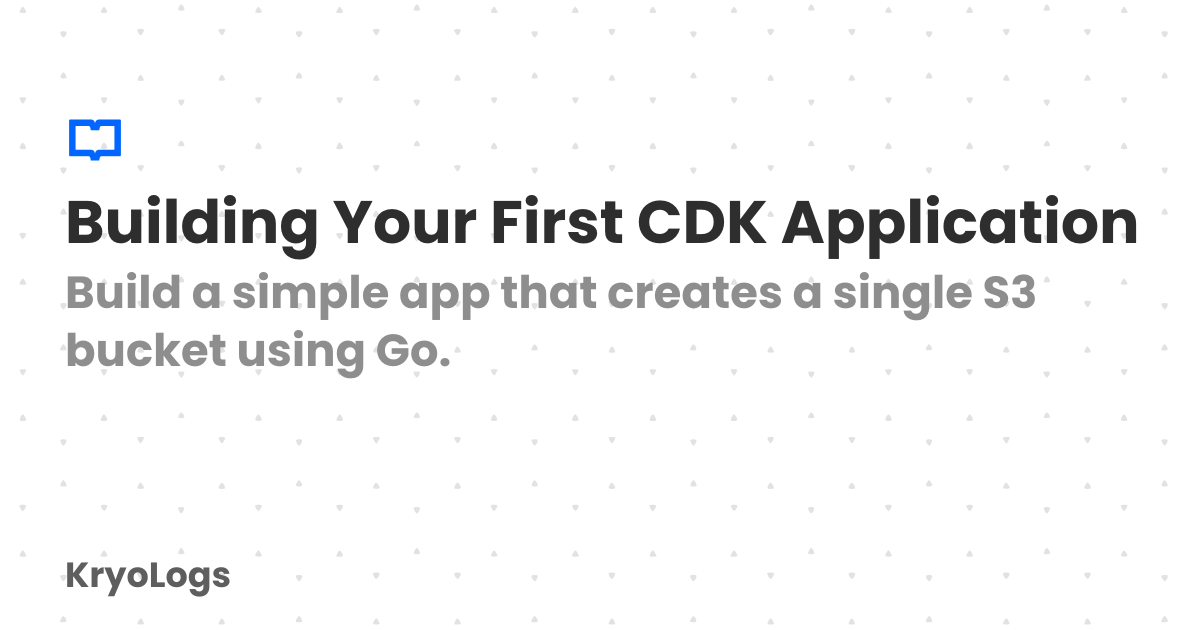 Building Your First CDK Application
Build a simple app that creates a single S3
bucket using Go.
KryoLogs